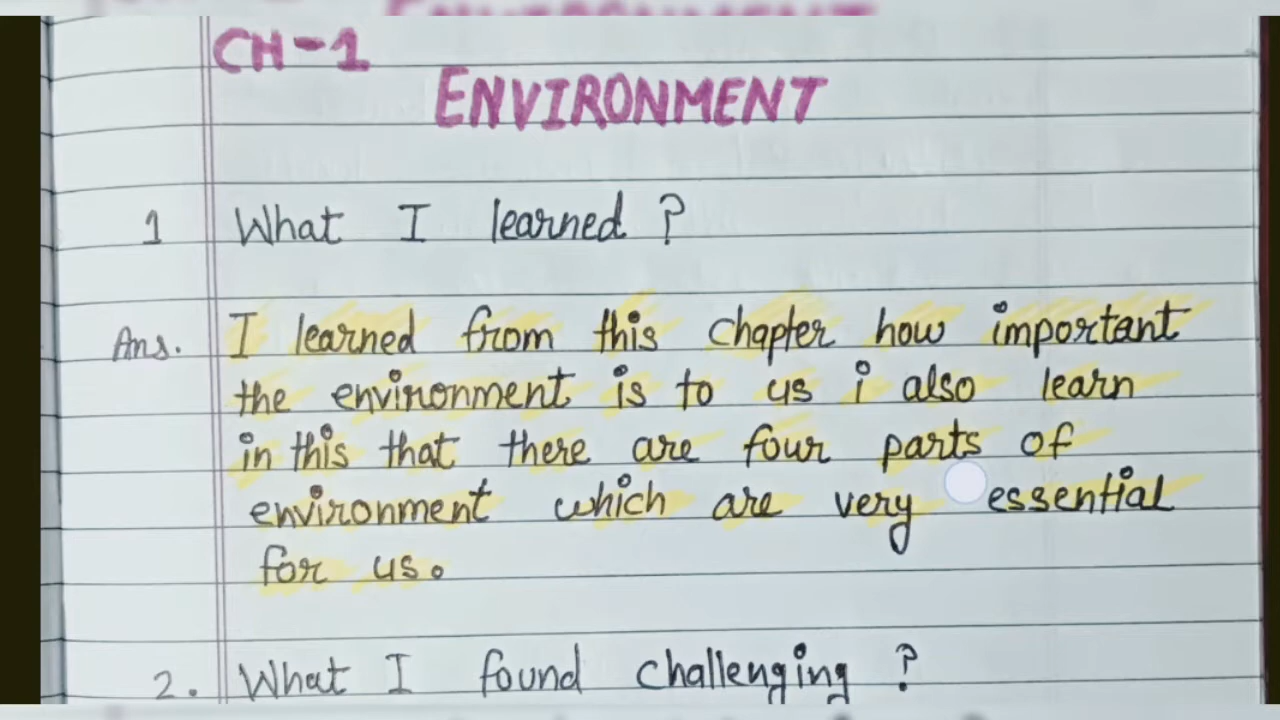 CH-1
ENVIRONMENT
1 What I learned ?
Ans. I learned from this chapter how important
the environment is to us i also learn
in this that there are four parts of
environment which are very essential
for us.
2. What I found challenging ?